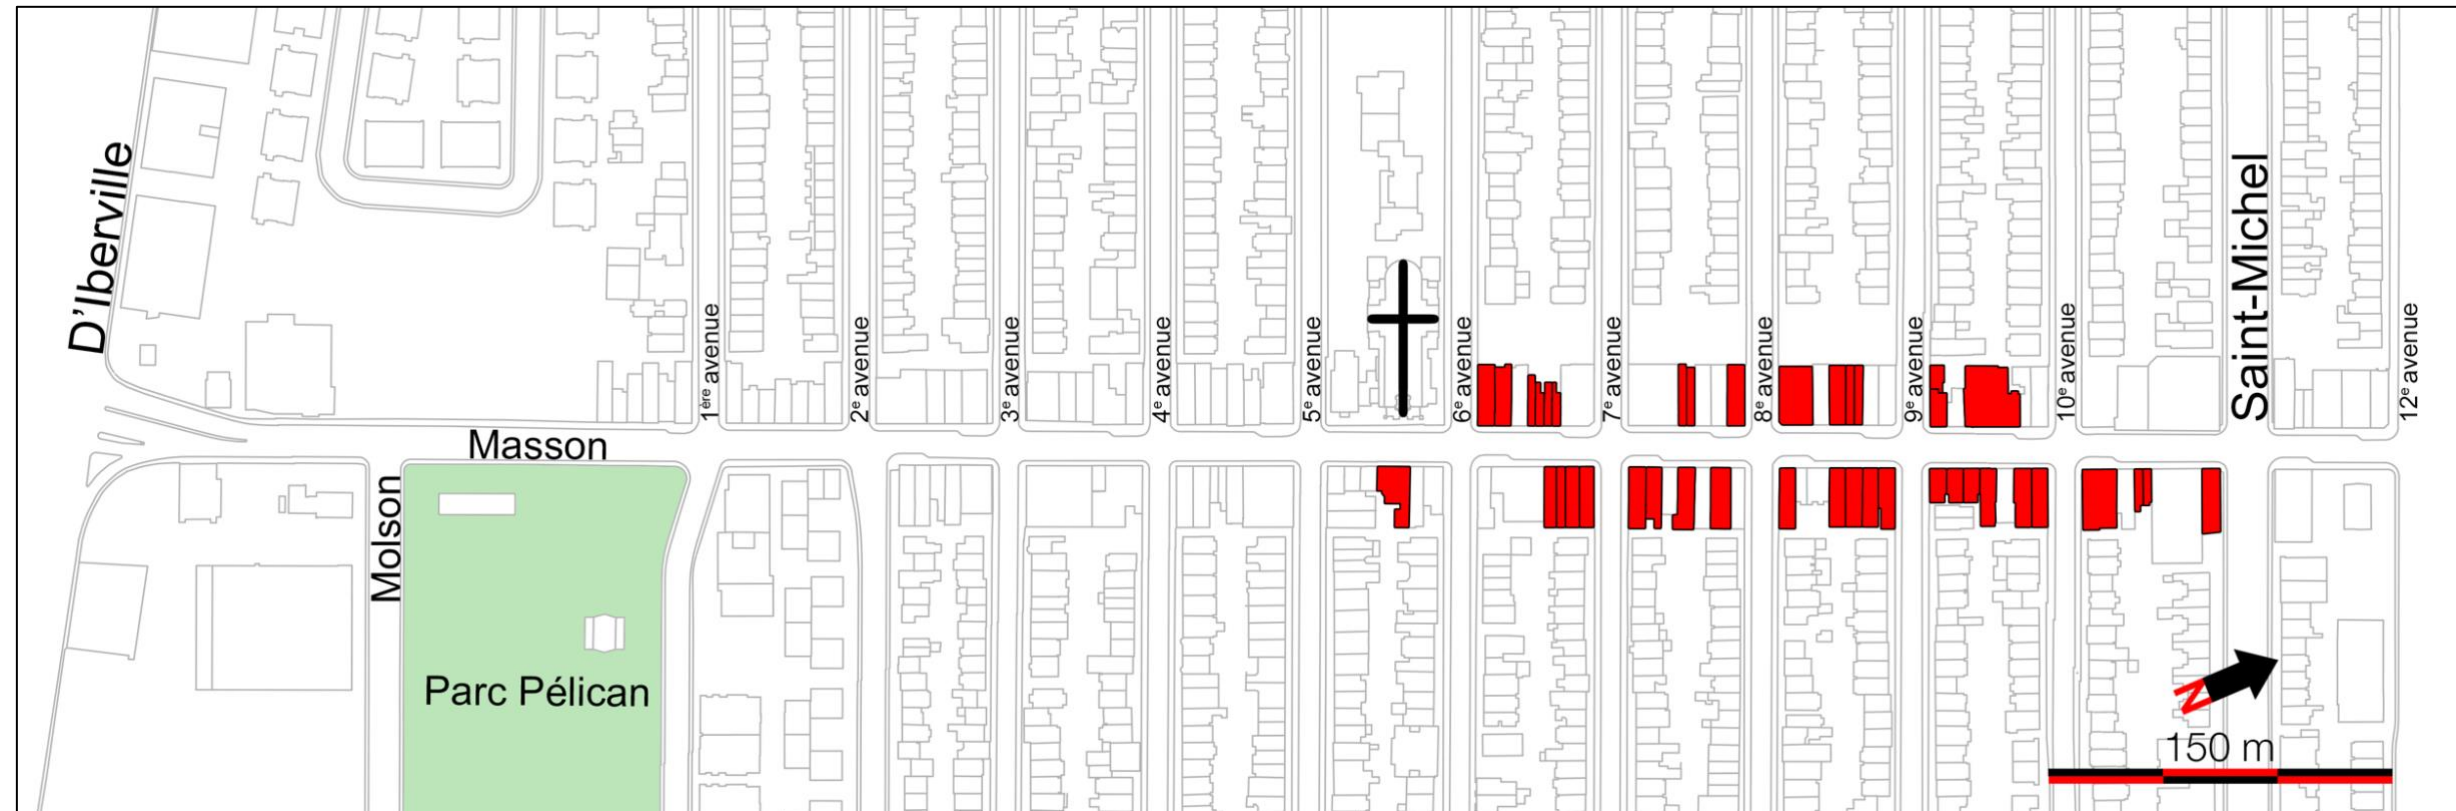 D'Iberville
Masson
Molson
Parc Pélican
1ère avenue
2e avenue
3e avenue
4e avenue
5e avenue
6e avenue
7e avenue
8e avenue
9e avenue
10e avenue
Saint-Michel
12e avenue
N
150 m